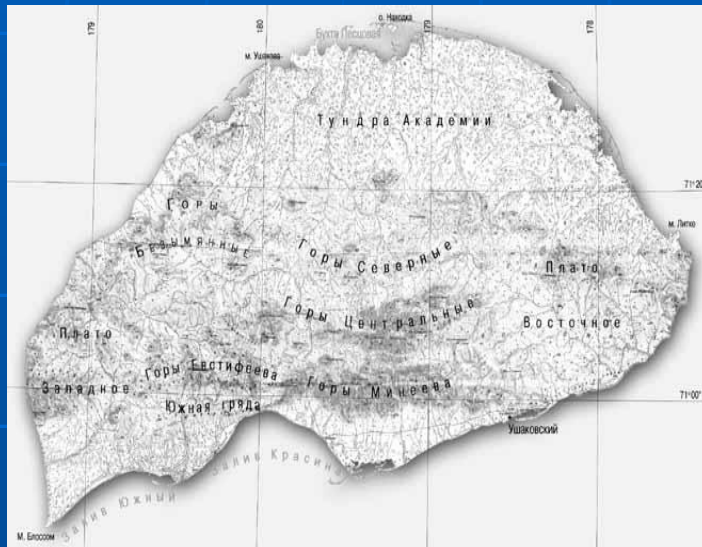 179
180
179
178
о. Находка
Бухта Песцовая
м. Ушакова
Тундра Академии
71°20'
Горы
Безымянные
м. Литке
Горы Северные
Плато
Восточное
Горы Центральные
Плато
Западное
Горы Евстифеева
Горы Минеева
71°00'
Южная гряда
Ушаковский
Залив Красина
Залив Южный
М. Блоссом